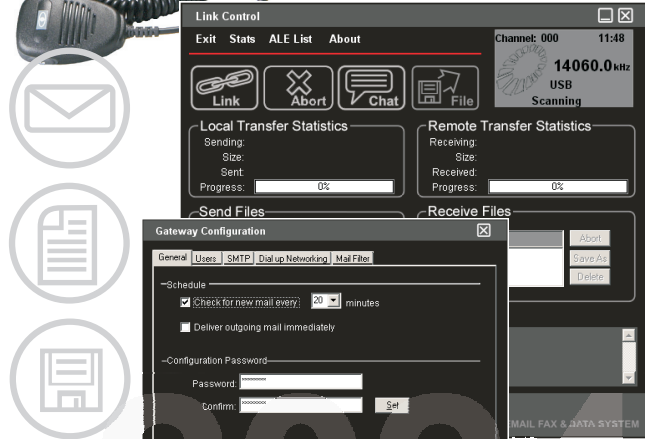 Link Control
Exit Stats ALE List About
Channel: 000 11:48
14060.0 kHz
USB
Scanning
Link Abort Chat File
Local Transfer Statistics
Sending:
Size:
Sent:
Progress: 0%
Remote Transfer Statistics
Receiving:
Size:
Received:
Progress: 0%
Send Files
Receive Files
Abort
Save As
Delete
Gateway Configuration
General Users SMTP Dial up Networking Mail Filter
Schedule
Check for new mail every 20 minutes
Deliver outgoing mail immediately
Configuration Password
Password:
Confirm: Set
MAIL FAX & DATA SYSTEM